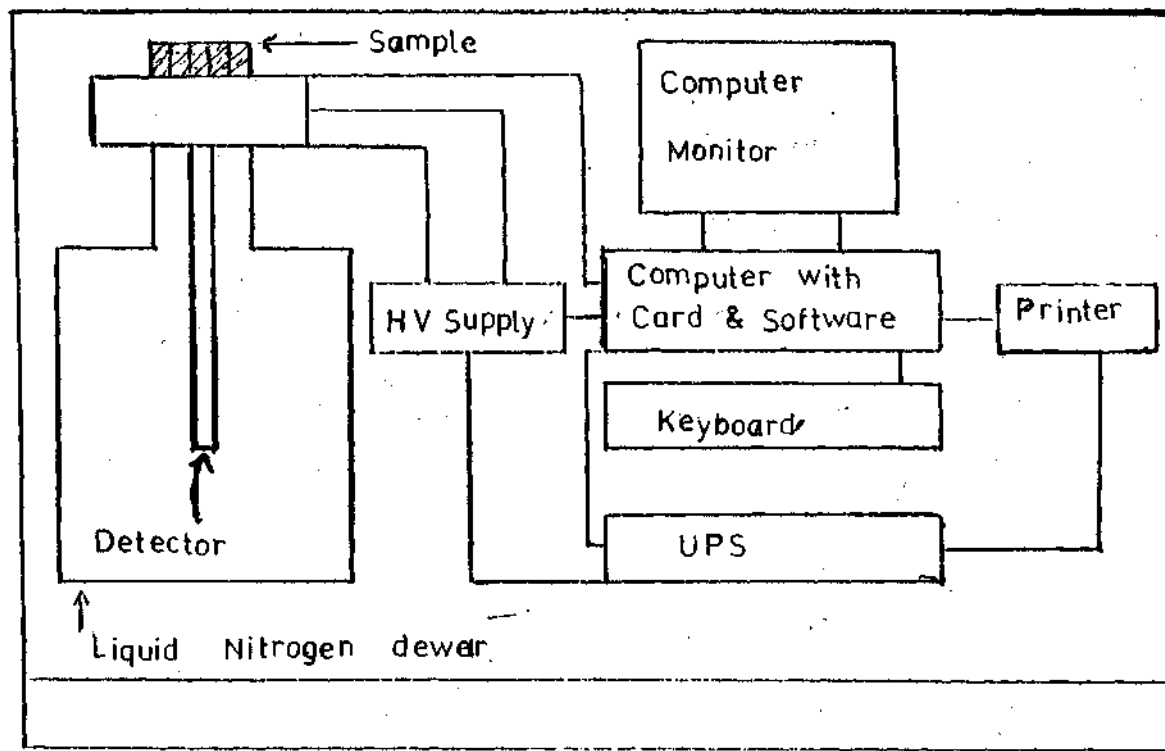 Sample
Computer
Monitor
Computer with
Card & Software
HV Supply
Printer
Keyboard
UPS
Detector
Liquid Nitrogen dewar